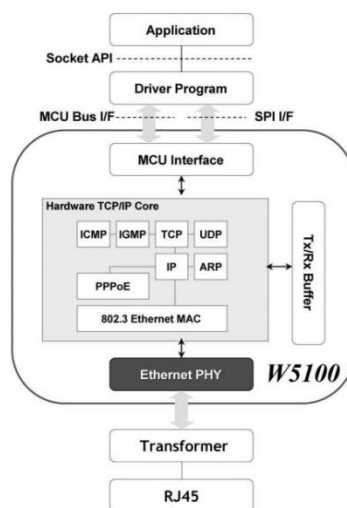 Application
Socket API
Driver Program
MCU Bus I/F SPI I/F
MCU Interface
Hardware TCP/IP Core
ICMP IGMP TCP UDP
IP ARP
PPPoE
802.3 Ethernet MAC
Tx/Rx Buffer
Ethernet PHY
W5100
Transformer
RJ45